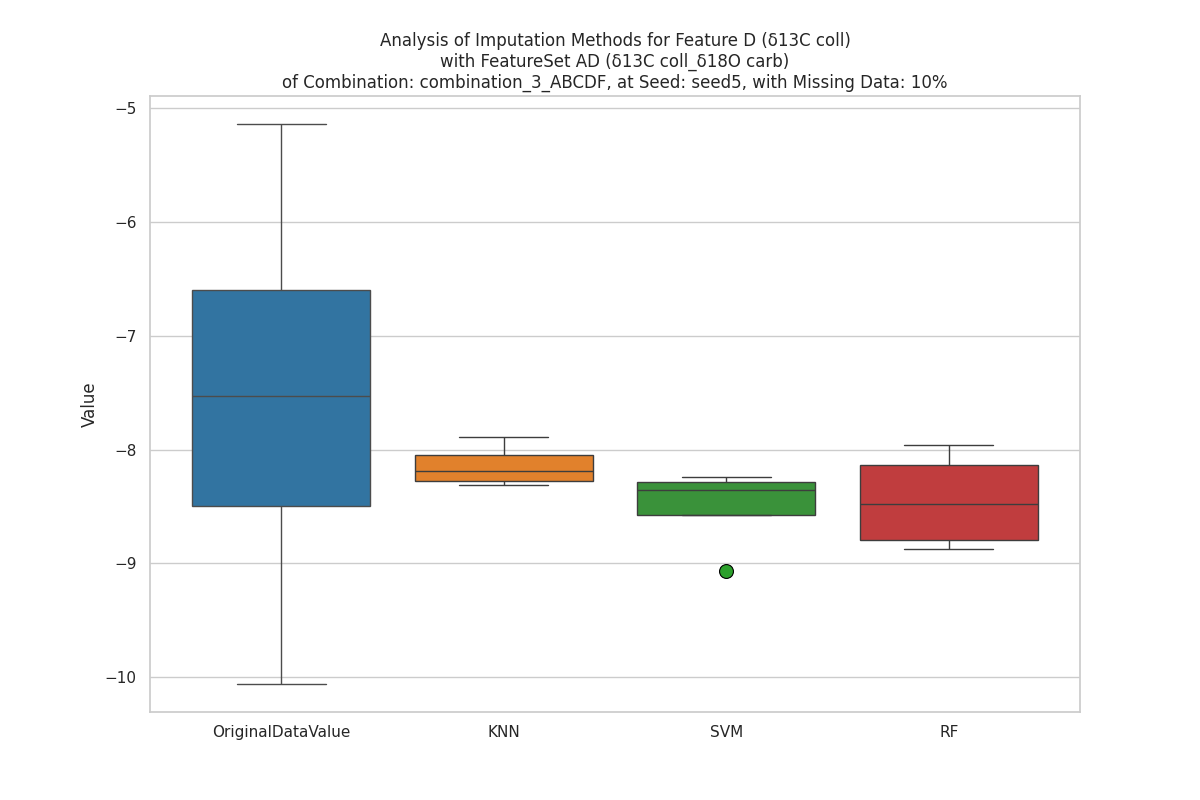 Analysis of Imputation Methods for Feature D (δ13C coll)
with FeatureSet AD (δ13C coll_δ18O carb)
of Combination: combination_3_ABCDF, at Seed: seed5, with Missing Data: 10%
−5
−6
−7
−8
−9
−10
Value
OriginalDataValue
KNN
SVM
RF